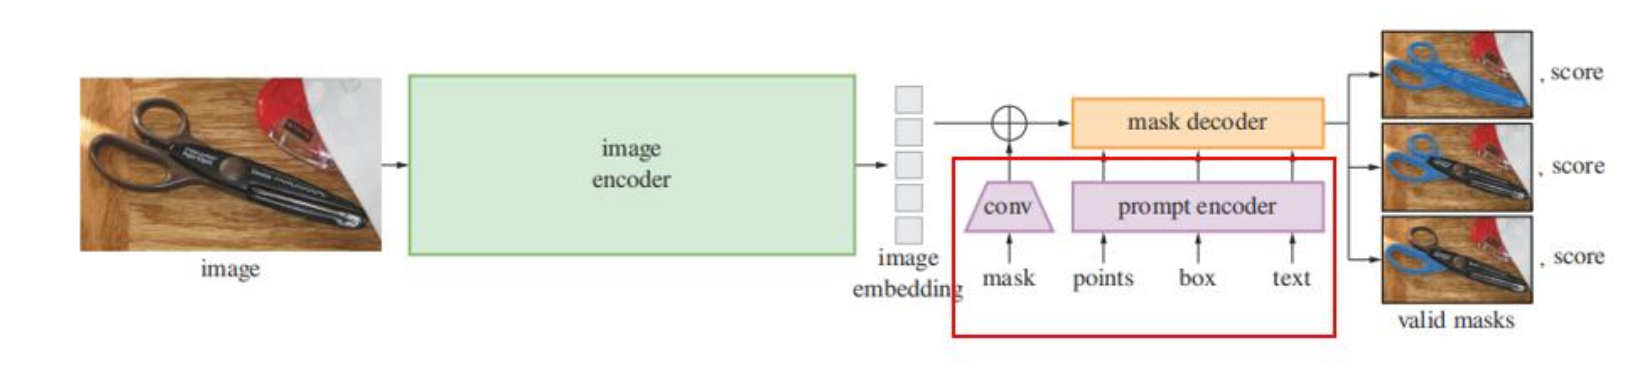 image
image
encoder
image
embedding
conv
mask
prompt encoder
points
box
text
mask decoder
, score
, score
, score
valid masks